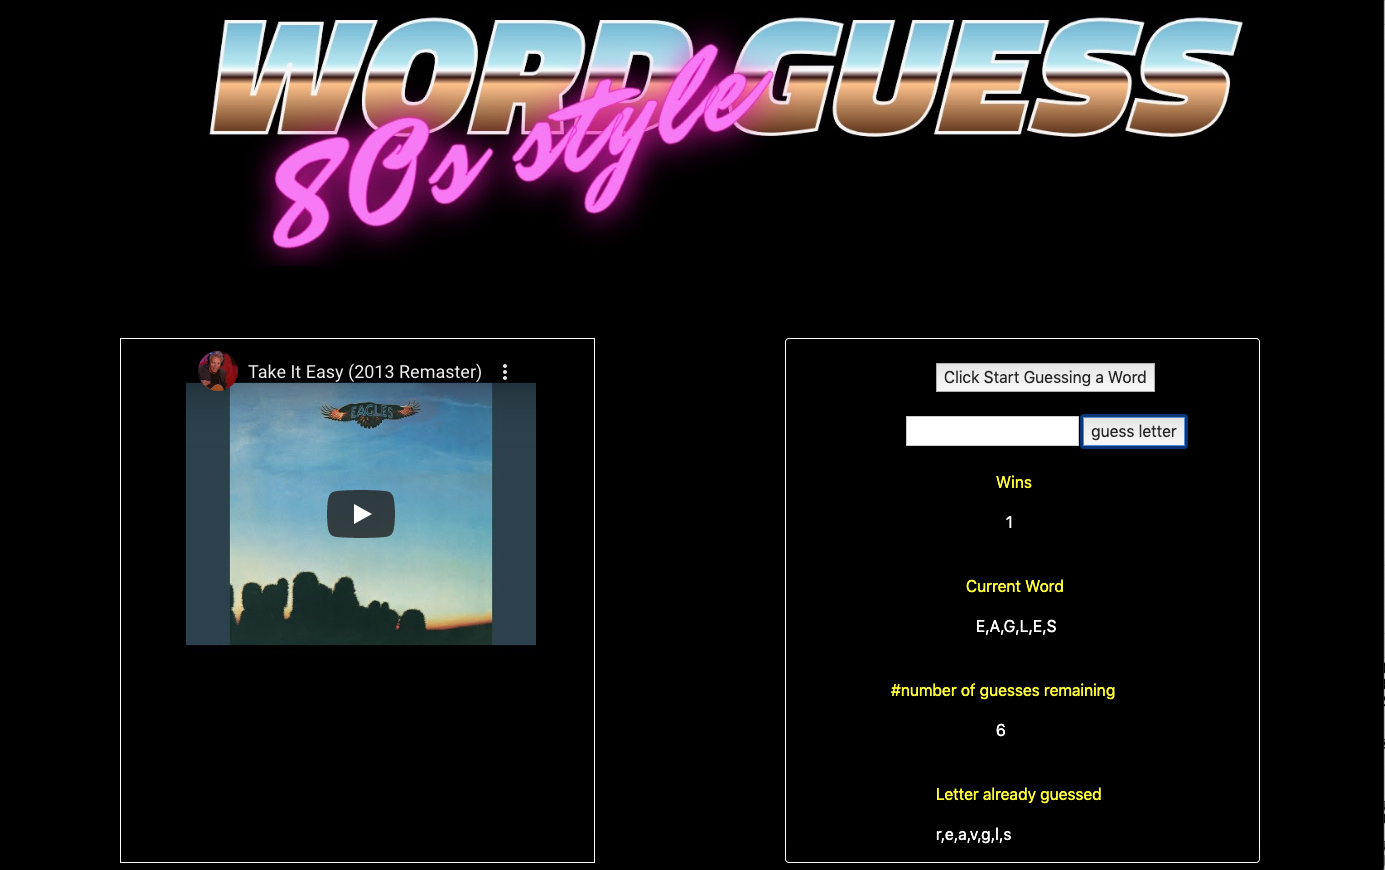 WORD GUESS
80s style
Take It Easy (2013 Remaster)
EAGLES
Click Start Guessing a Word
guess letter
Wins
1
Current Word
E,A,G,L,E,S
#number of guesses remaining
6
Letter already guessed
r,e,a,v,g,l,s